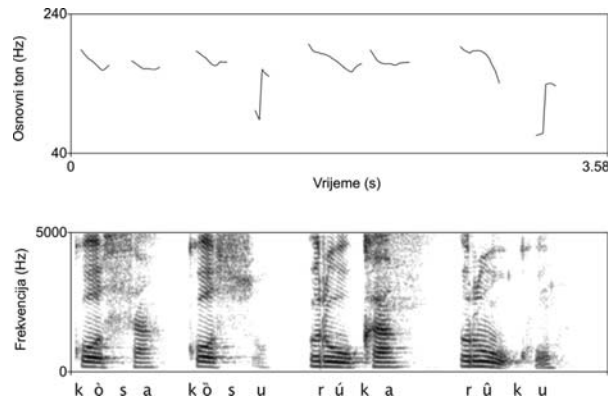 240
Osnovni ton (Hz)
40
0
3.58
Vrijeme (s)
5000
Frekvencija (Hz)
0
k ò s a k ȍ s u r ú k a r û k u